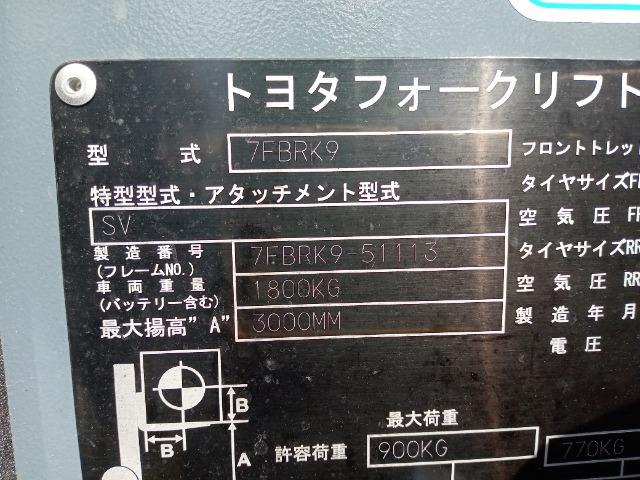 トヨタフォークリフト
型 式 7FBRK9 フロントトレッ
特型型式・アタッチメント型式 タイヤサイズF
SV 空気圧 FR
製造番号 7FBRK9-51113 タイヤサイズRR
(フレームNO.)
車両重量 1800KG 空気圧 RR
(バッテリー含む)
最大揚高"A" 3000MM 製造年月
電圧
B
最大荷重
B A 許容荷重 900KG 770KG